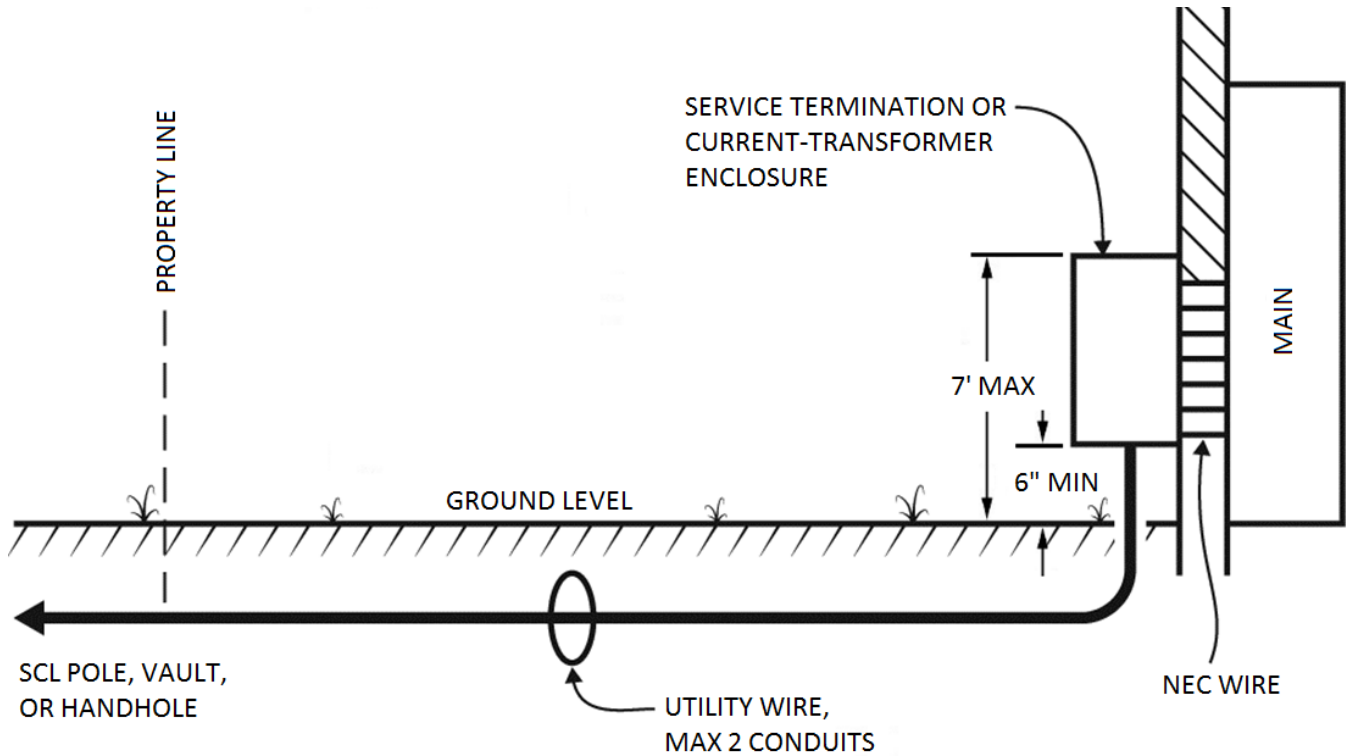 PROPERTY LINE
SERVICE TERMINATION OR
CURRENT-TRANSFORMER
ENCLOSURE
MAIN
7' MAX
6" MIN
GROUND LEVEL
SCL POLE, VAULT,
OR HANDHOLE
UTILITY WIRE,
MAX 2 CONDUITS
NEC WIRE